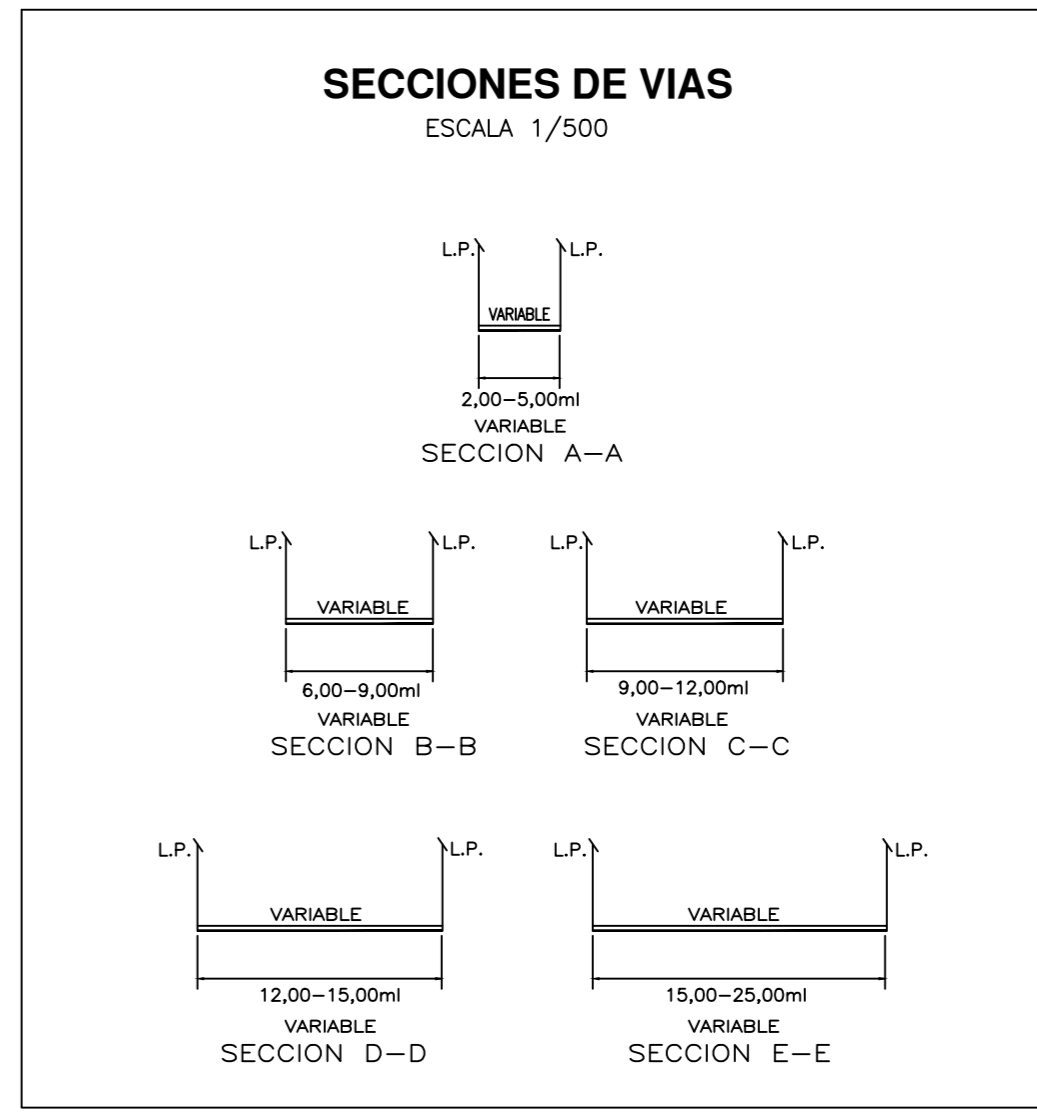 SECCIONES DE VIAS
ESCALA 1/500
L.P. L.P.
VARIABLE
2,00-5,00ml
VARIABLE
SECCION A-A
L.P. L.P.
VARIABLE
6,00-9,00ml
VARIABLE
SECCION B-B
L.P. L.P.
VARIABLE
9,00-12,00ml
VARIABLE
SECCION C-C
L.P. L.P.
VARIABLE
12,00-15,00ml
VARIABLE
SECCION D-D
L.P. L.P.
VARIABLE
15,00-25,00ml
VARIABLE
SECCION E-E